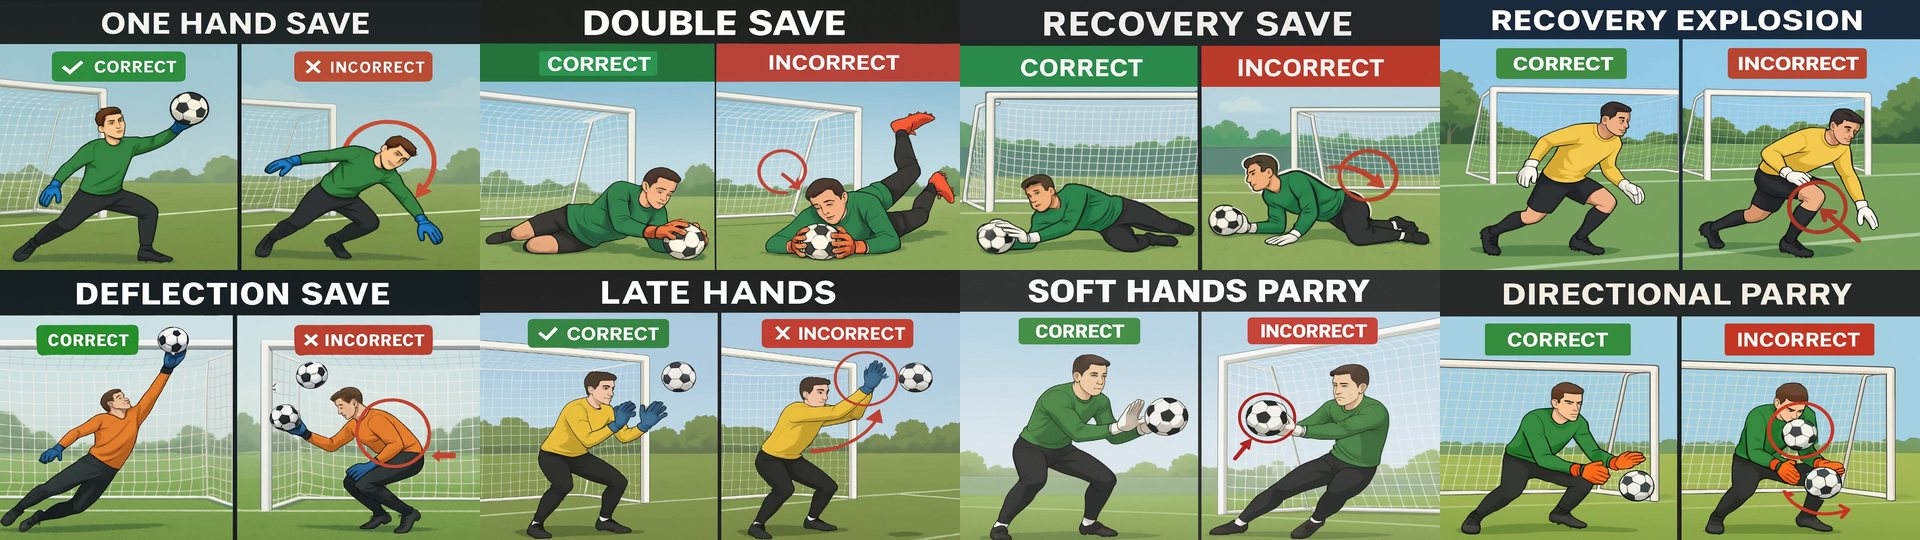 ONE HAND SAVE
✓ CORRECT
✕ INCORRECT
DOUBLE SAVE
CORRECT
INCORRECT
RECOVERY SAVE
CORRECT
INCORRECT
RECOVERY EXPLOSION
CORRECT
INCORRECT
DEFLECTION SAVE
CORRECT
✕ INCORRECT
LATE HANDS
✓ CORRECT
✕ INCORRECT
SOFT HANDS PARRY
CORRECT
INCORRECT
DIRECTIONAL PARRY
CORRECT
INCORRECT